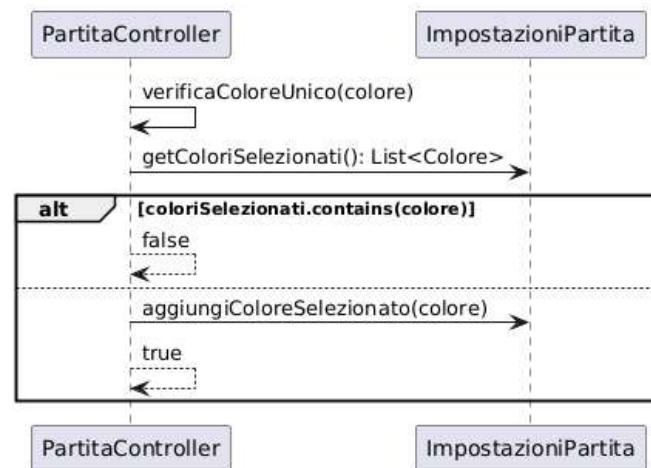 PartitaController ImpostazioniPartita
verificaColoreUnico(colore)
getColoriSelezionati(): List<Colore>
alt [coloriSelezionati.contains(colore)]
false
aggiungiColoreSelezionato(colore)
true
PartitaController ImpostazioniPartita